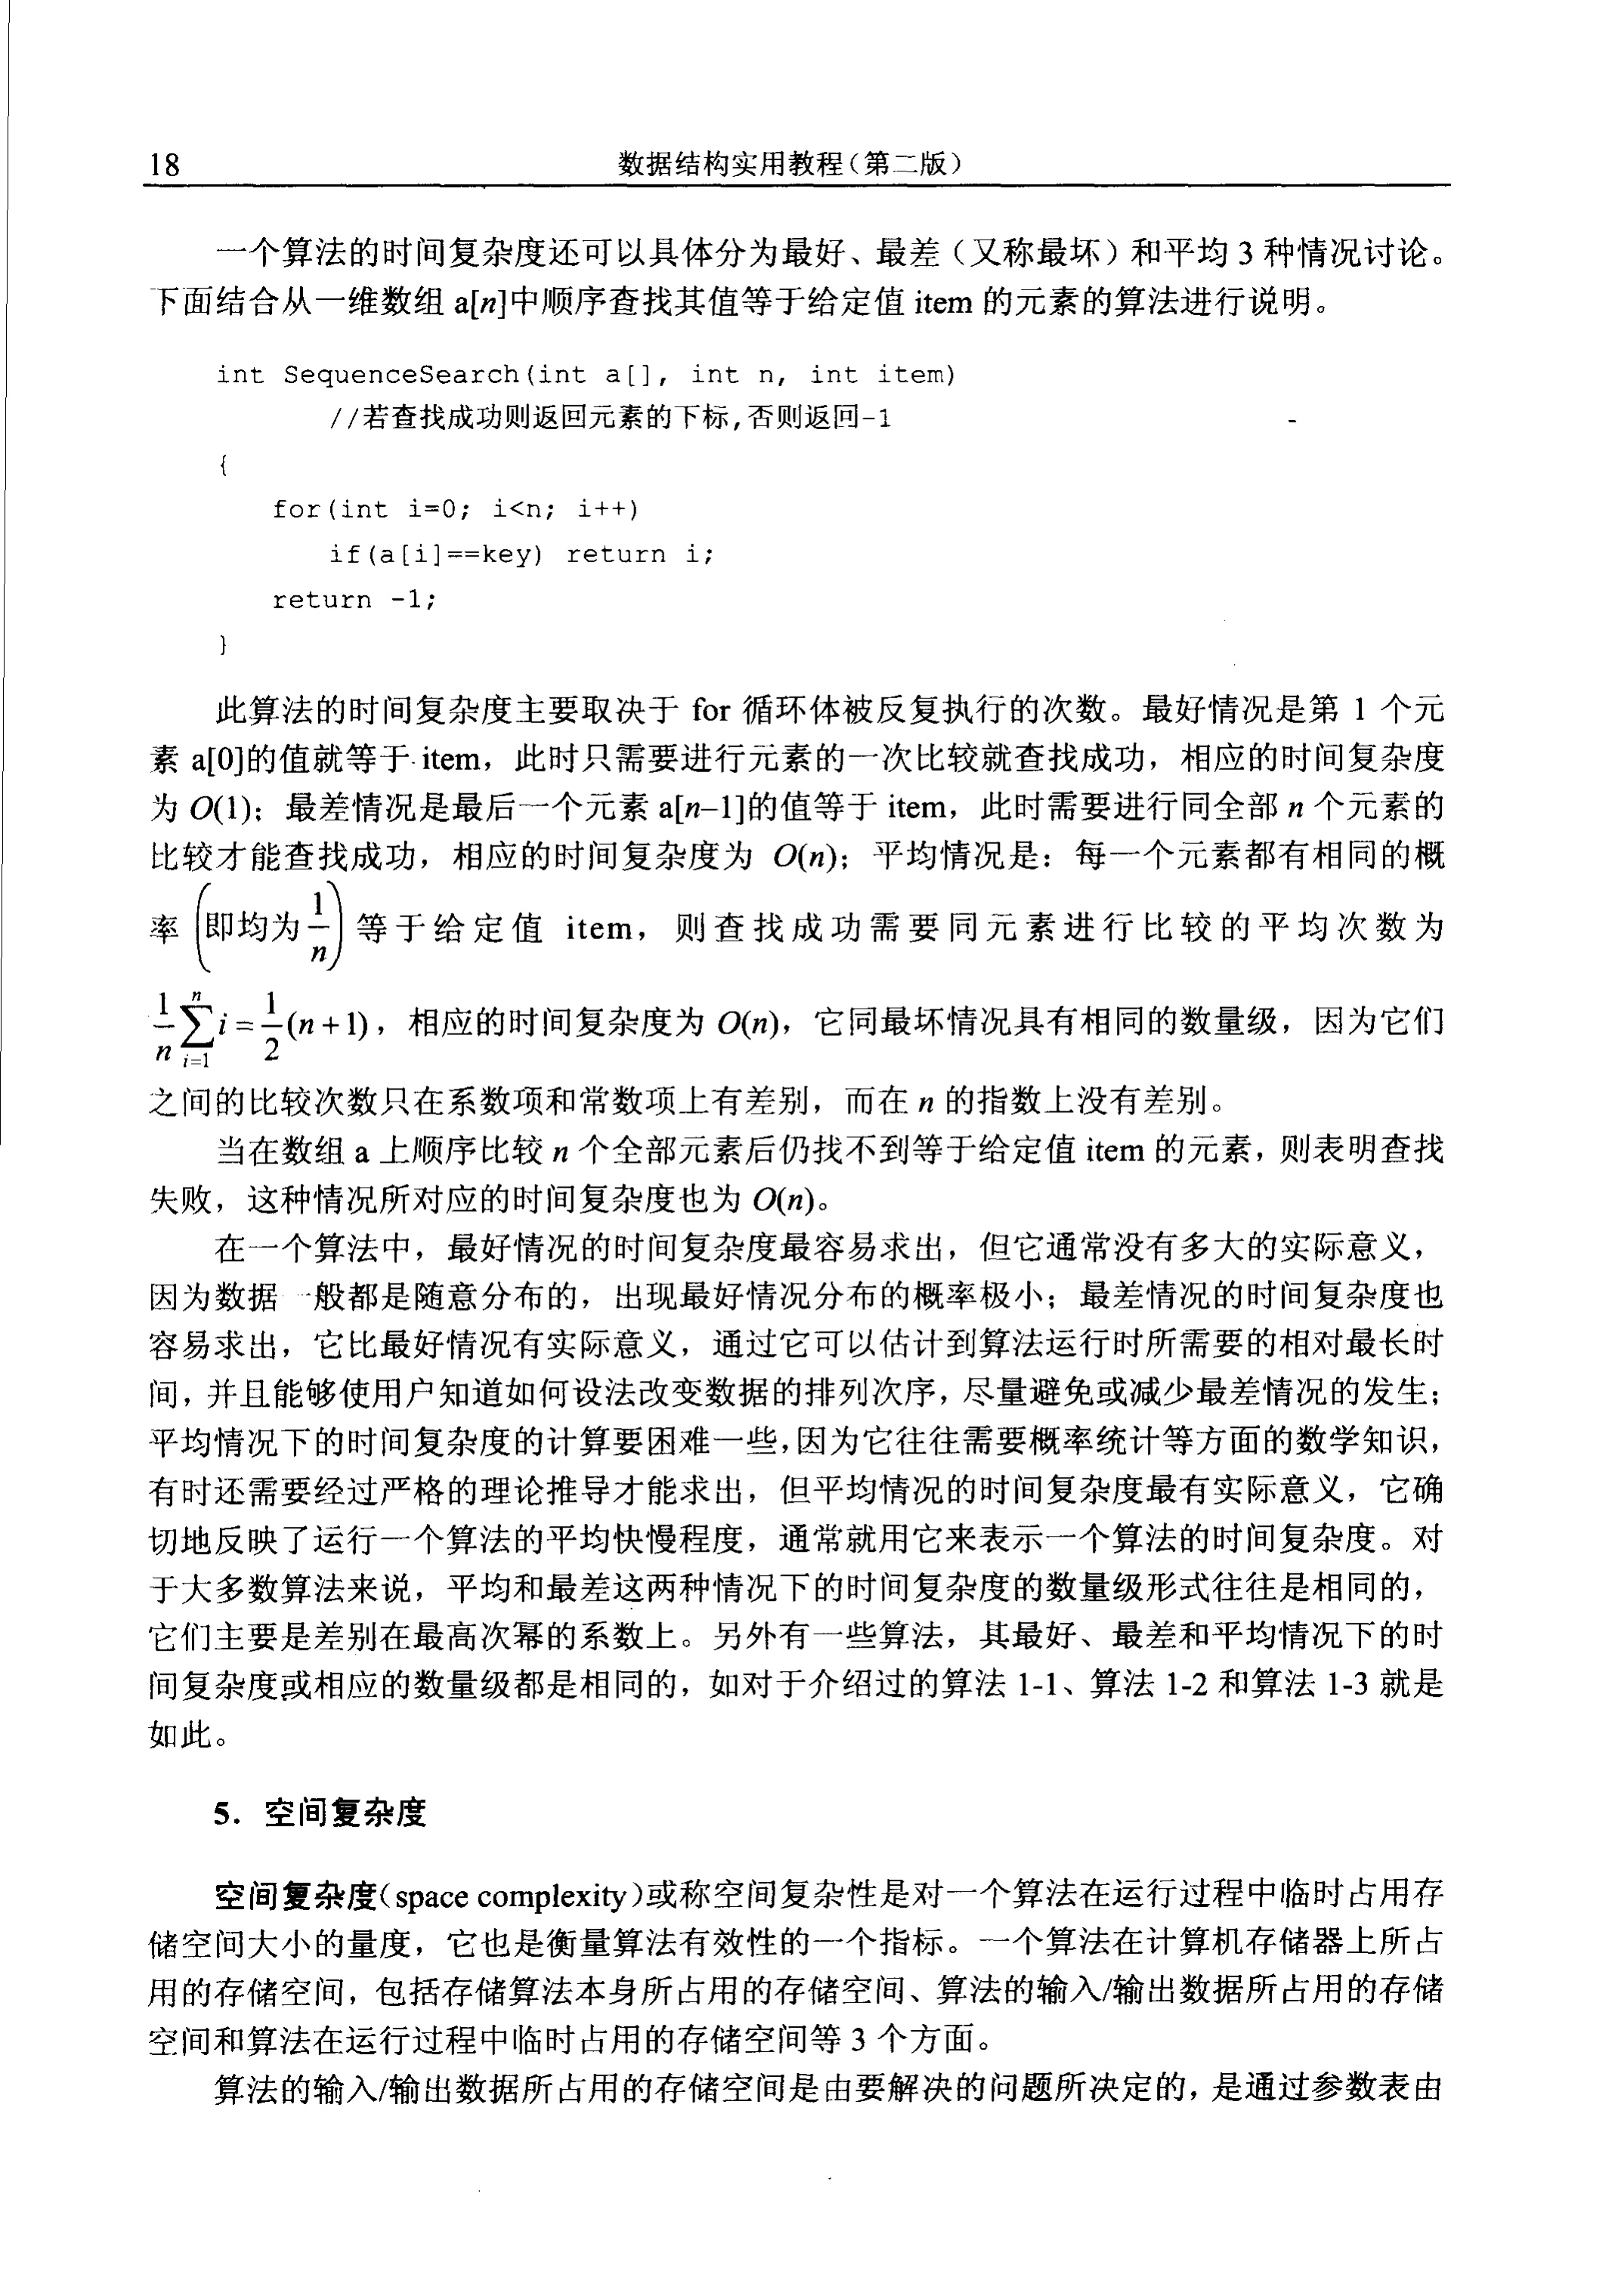 18 数据结构实用教程（第二版）
一个算法的时间复杂度还可以具体分为最好、最差（又称最坏）和平均 3 种情况讨论。
下面结合从一维数组 a[n]中顺序查找其值等于给定值 item 的元素的算法进行说明。
int SequenceSearch(int a[], int n, int item)
//若查找成功则返回元素的下标,否则返回-1
{
for(int i=0; i<n; i++)
if(a[i]==key) return i;
return -1;
}
此算法的时间复杂度主要取决于 for 循环体被反复执行的次数。最好情况是第 1 个元
素 a[0]的值就等于 item，此时只需要进行元素的一次比较就查找成功，相应的时间复杂度
为 O(1)；最差情况是最后一个元素 a[n–1]的值等于 item，此时需要进行同全部 n 个元素的
比较才能查找成功，相应的时间复杂度为 O(n)；平均情况是：每一个元素都有相同的概
率 (即均为 1/n) 等于给定值 item，则查找成功需要同元素进行比较的平均次数为
1/n ∑_{i=1}^{n} i = 1/2 (n+1)，相应的时间复杂度为 O(n)，它同最坏情况具有相同的数量级，因为它们
之间的比较次数只在系数项和常数项上有差别，而在 n 的指数上没有差别。
当在数组 a 上顺序比较 n 个全部元素后仍找不到等于给定值 item 的元素，则表明查找
失败，这种情况所对应的时间复杂度也为 O(n)。
在一个算法中，最好情况的时间复杂度最容易求出，但它通常没有多大的实际意义，
因为数据一般都是随意分布的，出现最好情况分布的概率极小；最差情况的时间复杂度也
容易求出，它比最好情况有实际意义，通过它可以估计到算法运行时所需要的相对最长时
间，并且能够使用户知道如何设法改变数据的排列次序，尽量避免或减少最差情况的发生；
平均情况下的时间复杂度的计算要困难一些，因为它往往需要概率统计等方面的数学知识，
有时还需要经过严格的理论推导才能求出，但平均情况的时间复杂度最有实际意义，它确
切地反映了运行一个算法的平均快慢程度，通常就用它来表示一个算法的时间复杂度。对
于大多数算法来说，平均和最差这两种情况下的时间复杂度的数量级形式往往是相同的，
它们主要是差别在最高次幂的系数上。另外有一些算法，其最好、最差和平均情况下的时
间复杂度或相应的数量级都是相同的，如对于介绍过的算法 1-1、算法 1-2 和算法 1-3 就是
如此。
5．空间复杂度
空间复杂度（space complexity）或称空间复杂性是对一个算法在运行过程中临时占用存
储空间大小的量度，它也是衡量算法有效性的一个指标。一个算法在计算机存储器上所占
用的存储空间，包括存储算法本身所占用的存储空间、算法的输入/输出数据所占用的存储
空间和算法在运行过程中临时占用的存储空间等 3 个方面。
算法的输入/输出数据所占用的存储空间是由要解决的问题所决定的，是通过参数表由